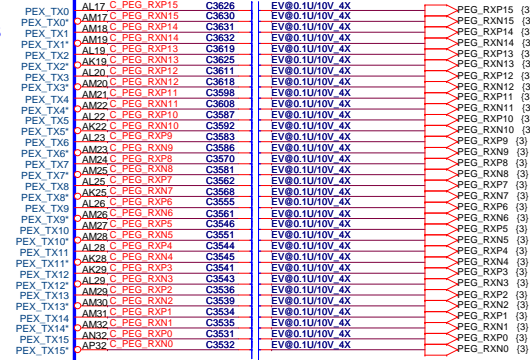 PEX_TX0 AL17 C_PEG_RXP15 C3626 EV@0.1U/10V_4X PEG_RXP15 {3
PEX_TX0* AM17 C_PEG_RXN15 C3630 EV@0.1U/10V_4X PEG_RXN15 {3
PEX_TX1 AM18 C_PEG_RXP14 C3631 EV@0.1U/10V_4X PEG_RXP14 {3
PEX_TX1* AM19 C_PEG_RXN14 C3632 EV@0.1U/10V_4X PEG_RXN14 {3
PEX_TX2 AL19 C_PEG_RXP13 C3619 EV@0.1U/10V_4X PEG_RXP13 {3
PEX_TX2* AK19 C_PEG_RXN13 C3625 EV@0.1U/10V_4X PEG_RXN13 {3
PEX_TX3 AL20 C_PEG_RXP12 C3611 EV@0.1U/10V_4X PEG_RXP12 {3
PEX_TX3* AM20 C_PEG_RXN12 C3618 EV@0.1U/10V_4X PEG_RXN12 {3
PEX_TX4 AM21 C_PEG_RXP11 C3598 EV@0.1U/10V_4X PEG_RXP11 {3
PEX_TX4* AM22 C_PEG_RXN11 C3608 EV@0.1U/10V_4X PEG_RXN11 {3
PEX_TX5 AL22 C_PEG_RXP10 C3587 EV@0.1U/10V_4X PEG_RXP10 {3
PEX_TX5* AK22 C_PEG_RXN10 C3592 EV@0.1U/10V_4X PEG_RXN10 {3
PEX_TX6 AL23 C_PEG_RXP9 C3583 EV@0.1U/10V_4X PEG_RXP9 {3}
PEX_TX6* AM23 C_PEG_RXN9 C3586 EV@0.1U/10V_4X PEG_RXN9 {3}
PEX_TX7 AM24 C_PEG_RXP8 C3570 EV@0.1U/10V_4X PEG_RXP8 {3}
PEX_TX7* AM25 C_PEG_RXN8 C3581 EV@0.1U/10V_4X PEG_RXN8 {3}
PEX_TX8 AL25 C_PEG_RXP7 C3562 EV@0.1U/10V_4X PEG_RXP7 {3}
PEX_TX8* AK25 C_PEG_RXN7 C3568 EV@0.1U/10V_4X PEG_RXN7 {3}
PEX_TX9 AL26 C_PEG_RXP6 C3555 EV@0.1U/10V_4X PEG_RXP6 {3}
PEX_TX9* AM26 C_PEG_RXN6 C3561 EV@0.1U/10V_4X PEG_RXN6 {3}
PEX_TX10 AM27 C_PEG_RXP5 C3546 EV@0.1U/10V_4X PEG_RXP5 {3}
PEX_TX10* AM28 C_PEG_RXN5 C3551 EV@0.1U/10V_4X PEG_RXN5 {3}
PEX_TX11 AL28 C_PEG_RXP4 C3544 EV@0.1U/10V_4X PEG_RXP4 {3}
PEX_TX11* AK28 C_PEG_RXN4 C3545 EV@0.1U/10V_4X PEG_RXN4 {3}
PEX_TX12 AK29 C_PEG_RXP3 C3541 EV@0.1U/10V_4X PEG_RXP3 {3}
PEX_TX12* AL29 C_PEG_RXN3 C3543 EV@0.1U/10V_4X PEG_RXN3 {3}
PEX_TX13 AM29 C_PEG_RXP2 C3536 EV@0.1U/10V_4X PEG_RXP2 {3}
PEX_TX13* AM30 C_PEG_RXN2 C3539 EV@0.1U/10V_4X PEG_RXN2 {3}
PEX_TX14 AM31 C_PEG_RXP1 C3534 EV@0.1U/10V_4X PEG_RXP1 {3}
PEX_TX14* AM32 C_PEG_RXN1 C3535 EV@0.1U/10V_4X PEG_RXN1 {3}
PEX_TX15 AN32 C_PEG_RXP0 C3531 EV@0.1U/10V_4X PEG_RXP0 {3}
PEX_TX15* AP32 C_PEG_RXN0 C3532 EV@0.1U/10V_4X PEG_RXN0 {3}